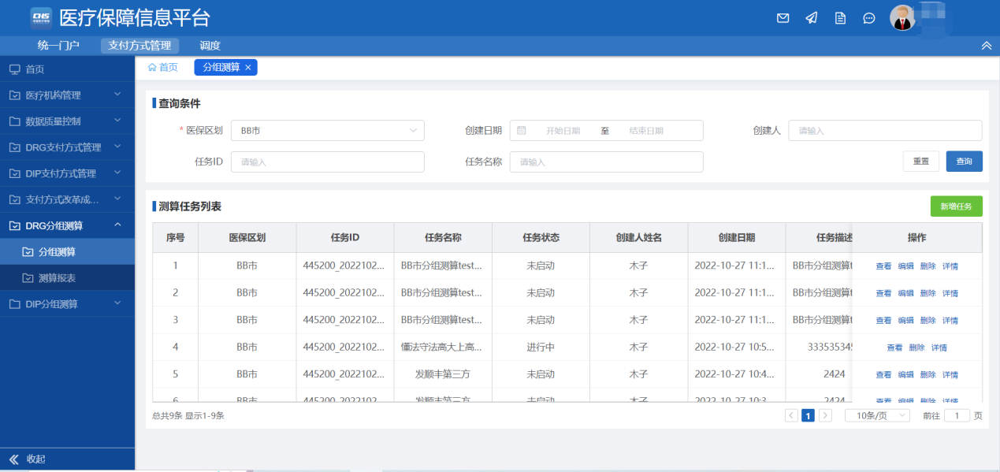 CHS
医疗保障信息平台
统一门户 支付方式管理 调度
首页
医疗机构管理
数据质量控制
DRG支付方式管理
DIP支付方式管理
支付方式改革成...
DRG分组测算
分组测算
测算报表
DIP分组测算
收起
首页 分组测算 ×
查询条件
* 医保区划 BB市 创建日期 开始日期 至 结束日期 创建人 请输入
任务ID 请输入 任务名称 请输入 重置 查询
测算任务列表 新增任务
序号 医保区划 任务ID 任务名称 任务状态 创建人姓名 创建日期 任务描述 操作
1 BB市 445200_2022102... BB市分组测算test... 未启动 木子 2022-10-27 11:1... BB市分组测算t 查看 编辑 删除 详情
2 BB市 445200_2022102... BB市分组测算test... 未启动 木子 2022-10-27 11:1... BB市分组测算t 查看 编辑 删除 详情
3 BB市 445200_2022102... BB市分组测算test... 未启动 木子 2022-10-27 11:1... BB市分组测算t 查看 编辑 删除 详情
4 BB市 445200_2022102... 懂法守法高大上高... 进行中 木子 2022-10-27 10:5... 333535345 查看 删除 详情
5 BB市 445200_2022102... 发顺丰第三方 未启动 木子 2022-10-27 10:4... 2424 查看 编辑 删除 详情
6 BB市 445200_2022102... 发顺丰第三方 未启动 木子 2022-10-27 10:3... 2424 查看 编辑 删除 详情
总共9条 显示1-9条 1 10条/页 前往 1 页